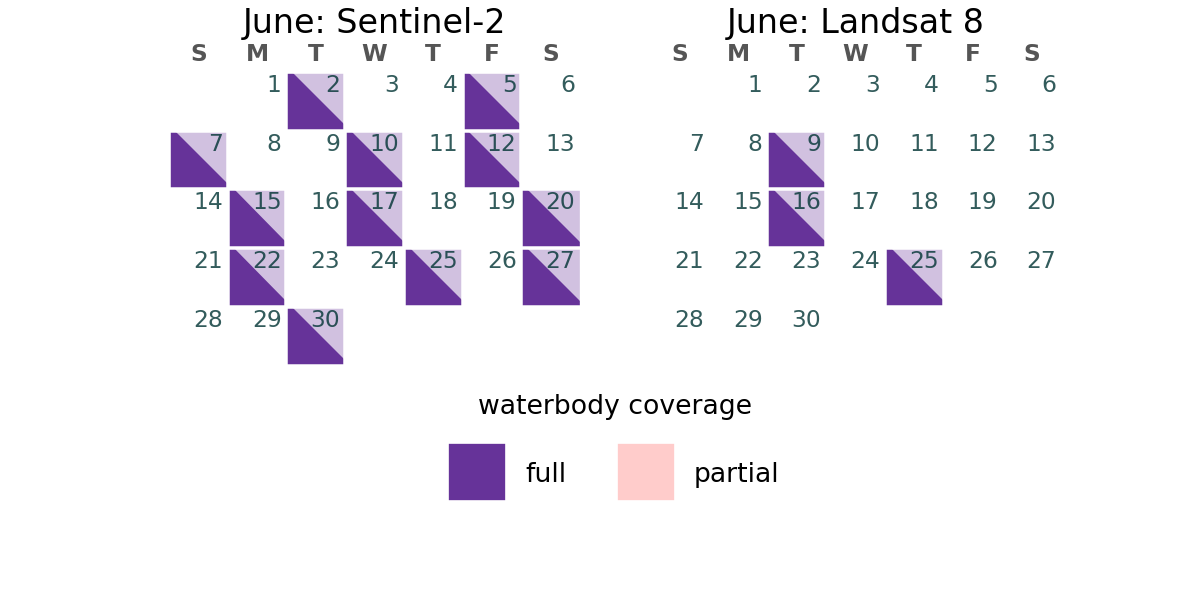 June: Sentinel-2
S M T W T F S
1 2 3 4 5 6
7 8 9 10 11 12 13
14 15 16 17 18 19 20
21 22 23 24 25 26 27
28 29 30
June: Landsat 8
S M T W T F S
1 2 3 4 5 6
7 8 9 10 11 12 13
14 15 16 17 18 19 20
21 22 23 24 25 26 27
28 29 30
waterbody coverage
full partial